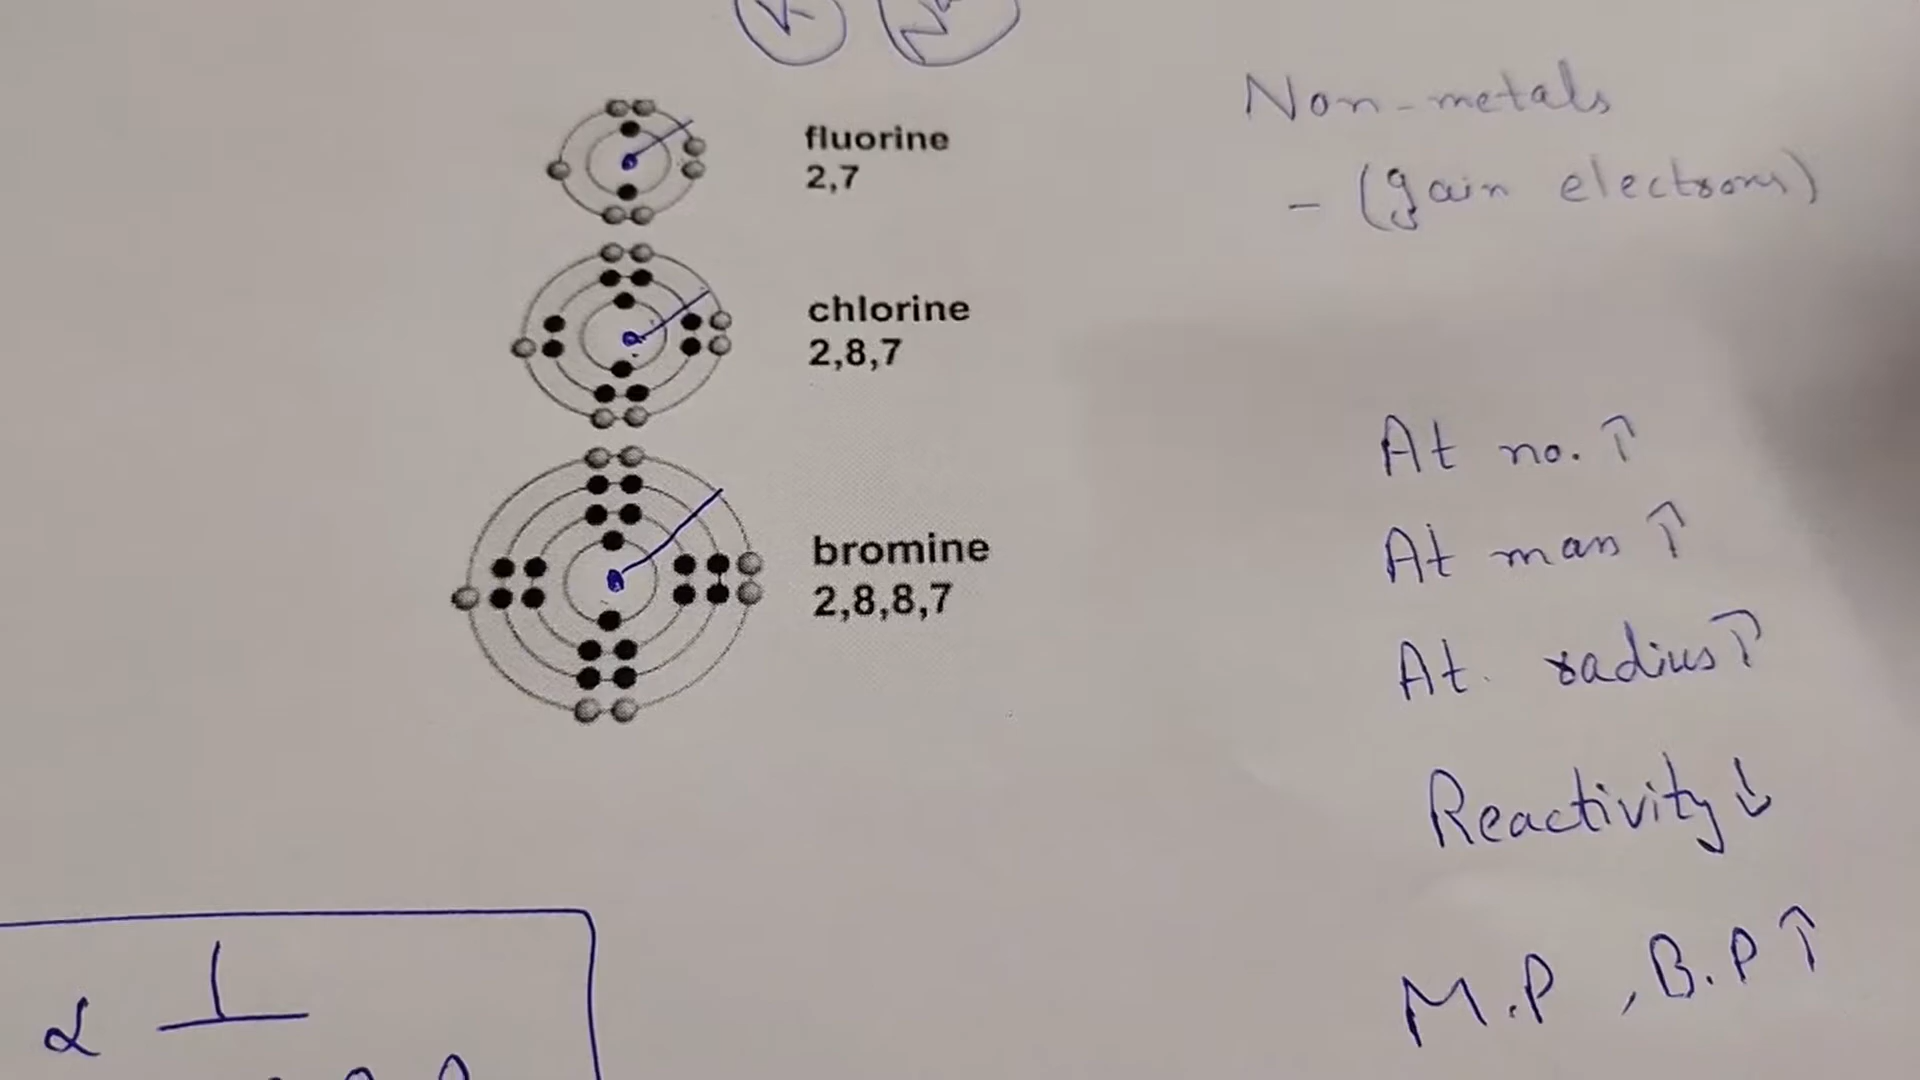 fluorine
2,7
chlorine
2,8,7
bromine
2,8,8,7
Non-metals
- (gain electrons)
At no. ↑
At mass ↑
At. radius ↑
Reactivity ↓
M.P , B.P ↑
α 1